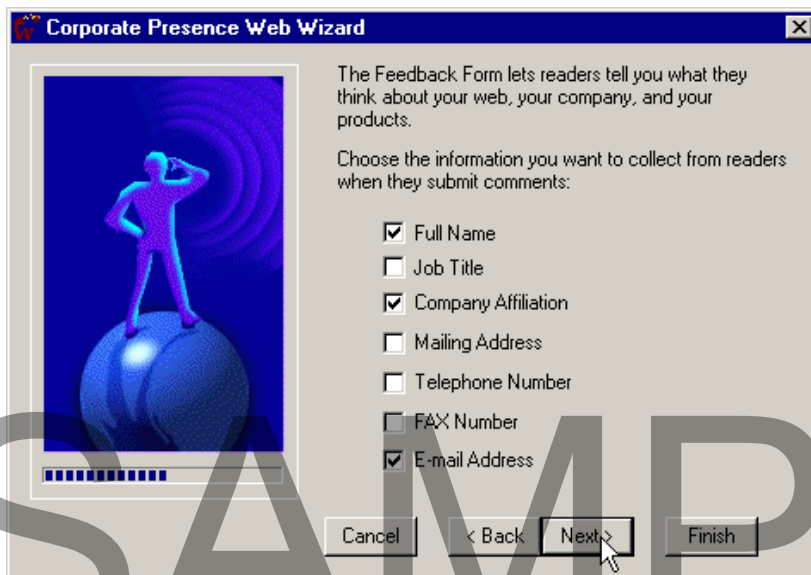 Corporate Presence Web Wizard
The Feedback Form lets readers tell you what they
think about your web, your company, and your
products.
Choose the information you want to collect from readers
when they submit comments:
Full Name
Job Title
Company Affiliation
Mailing Address
Telephone Number
FAX Number
E-mail Address
Cancel
< Back
Next >
Finish
SAMP